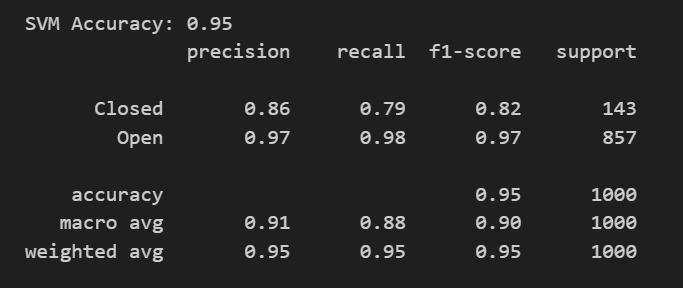 SVM Accuracy: 0.95
precision recall f1-score support
Closed 0.86 0.79 0.82 143
Open 0.97 0.98 0.97 857
accuracy 0.95 1000
macro avg 0.91 0.88 0.90 1000
weighted avg 0.95 0.95 0.95 1000